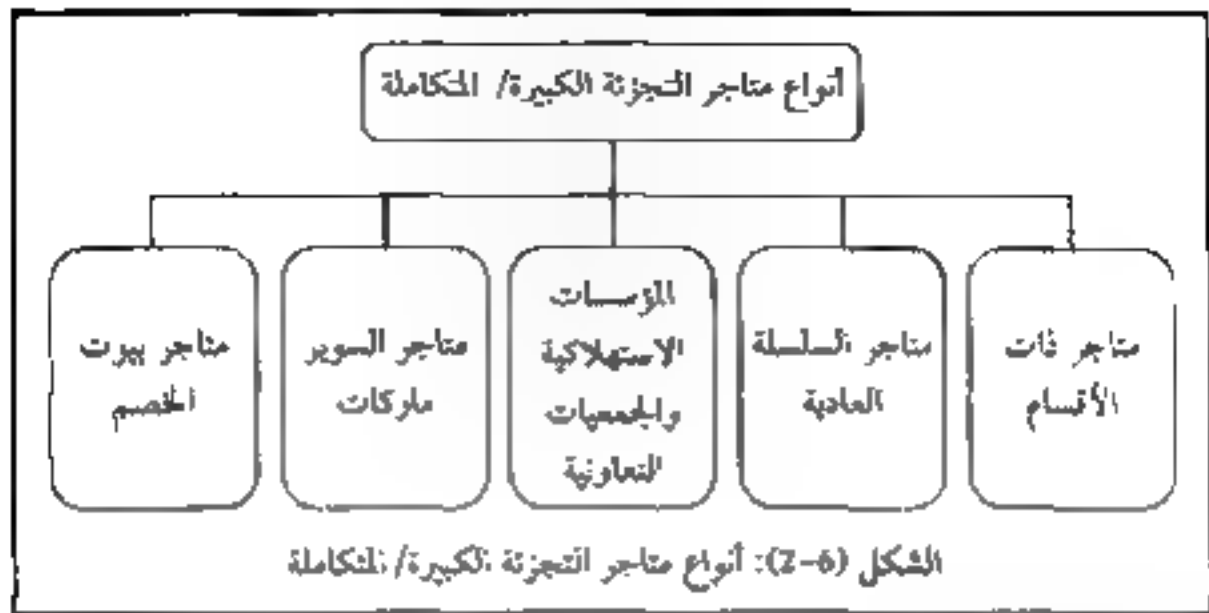 أنواع متاجر التجزئة الكبيرة/ المتكاملة
متاجر ذات
الأقسام
متاجر السلسلة
العادية
المؤسسات
الاستهلاكية
والجمعيات
التعاونية
متاجر السوبر
ماركات
متاجر بيوت
الخصم
الشكل (6-2): أنواع متاجر التجزئة الكبيرة/ المتكاملة